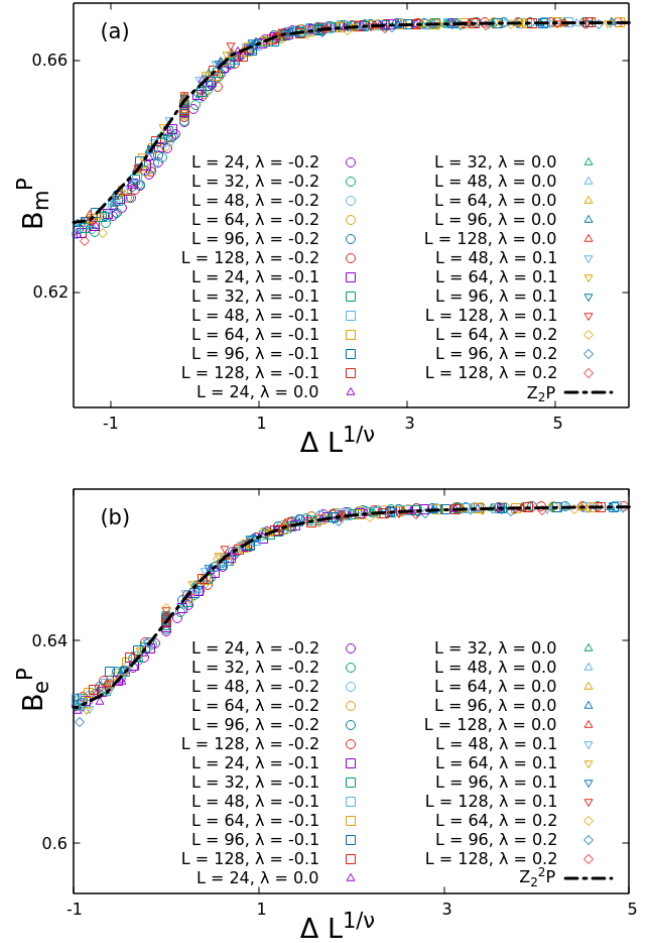 (a)
0.66
0.62
BmP
L = 24, λ = -0.2
L = 32, λ = -0.2
L = 48, λ = -0.2
L = 64, λ = -0.2
L = 96, λ = -0.2
L = 128, λ = -0.2
L = 24, λ = -0.1
L = 32, λ = -0.1
L = 48, λ = -0.1
L = 64, λ = -0.1
L = 96, λ = -0.1
L = 128, λ = -0.1
L = 24, λ = 0.0
L = 32, λ = 0.0
L = 48, λ = 0.0
L = 64, λ = 0.0
L = 96, λ = 0.0
L = 128, λ = 0.0
L = 48, λ = 0.1
L = 64, λ = 0.1
L = 96, λ = 0.1
L = 128, λ = 0.1
L = 64, λ = 0.2
L = 96, λ = 0.2
L = 128, λ = 0.2
Z₂P
-1 1 3 5
Δ L^1/ν
(b)
0.64
0.6
BeP
L = 24, λ = -0.2
L = 32, λ = -0.2
L = 48, λ = -0.2
L = 64, λ = -0.2
L = 96, λ = -0.2
L = 128, λ = -0.2
L = 24, λ = -0.1
L = 32, λ = -0.1
L = 48, λ = -0.1
L = 64, λ = -0.1
L = 96, λ = -0.1
L = 128, λ = -0.1
L = 24, λ = 0.0
L = 32, λ = 0.0
L = 48, λ = 0.0
L = 64, λ = 0.0
L = 96, λ = 0.0
L = 128, λ = 0.0
L = 48, λ = 0.1
L = 64, λ = 0.1
L = 96, λ = 0.1
L = 128, λ = 0.1
L = 64, λ = 0.2
L = 96, λ = 0.2
L = 128, λ = 0.2
Z₂²P
-1 1 3 5
Δ L^1/ν